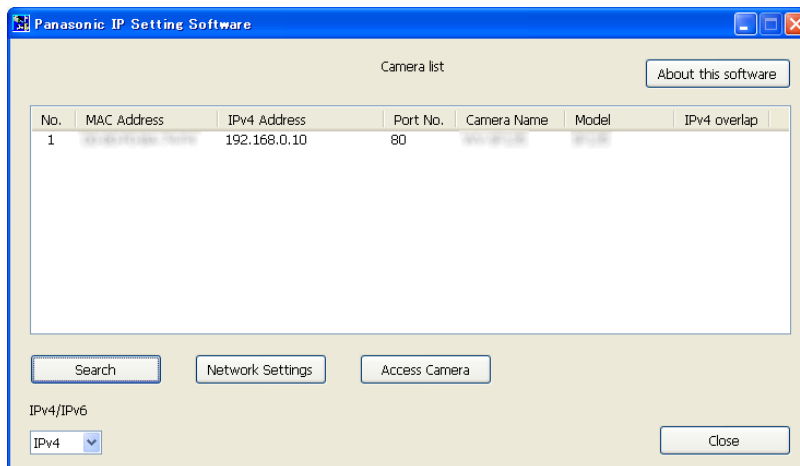 Panasonic IP Setting Software
Camera list
About this software
No. MAC Address IPv4 Address Port No. Camera Name Model IPv4 overlap
1 192.168.0.10 80
Search Network Settings Access Camera
IPv4/IPv6
IPv4
Close